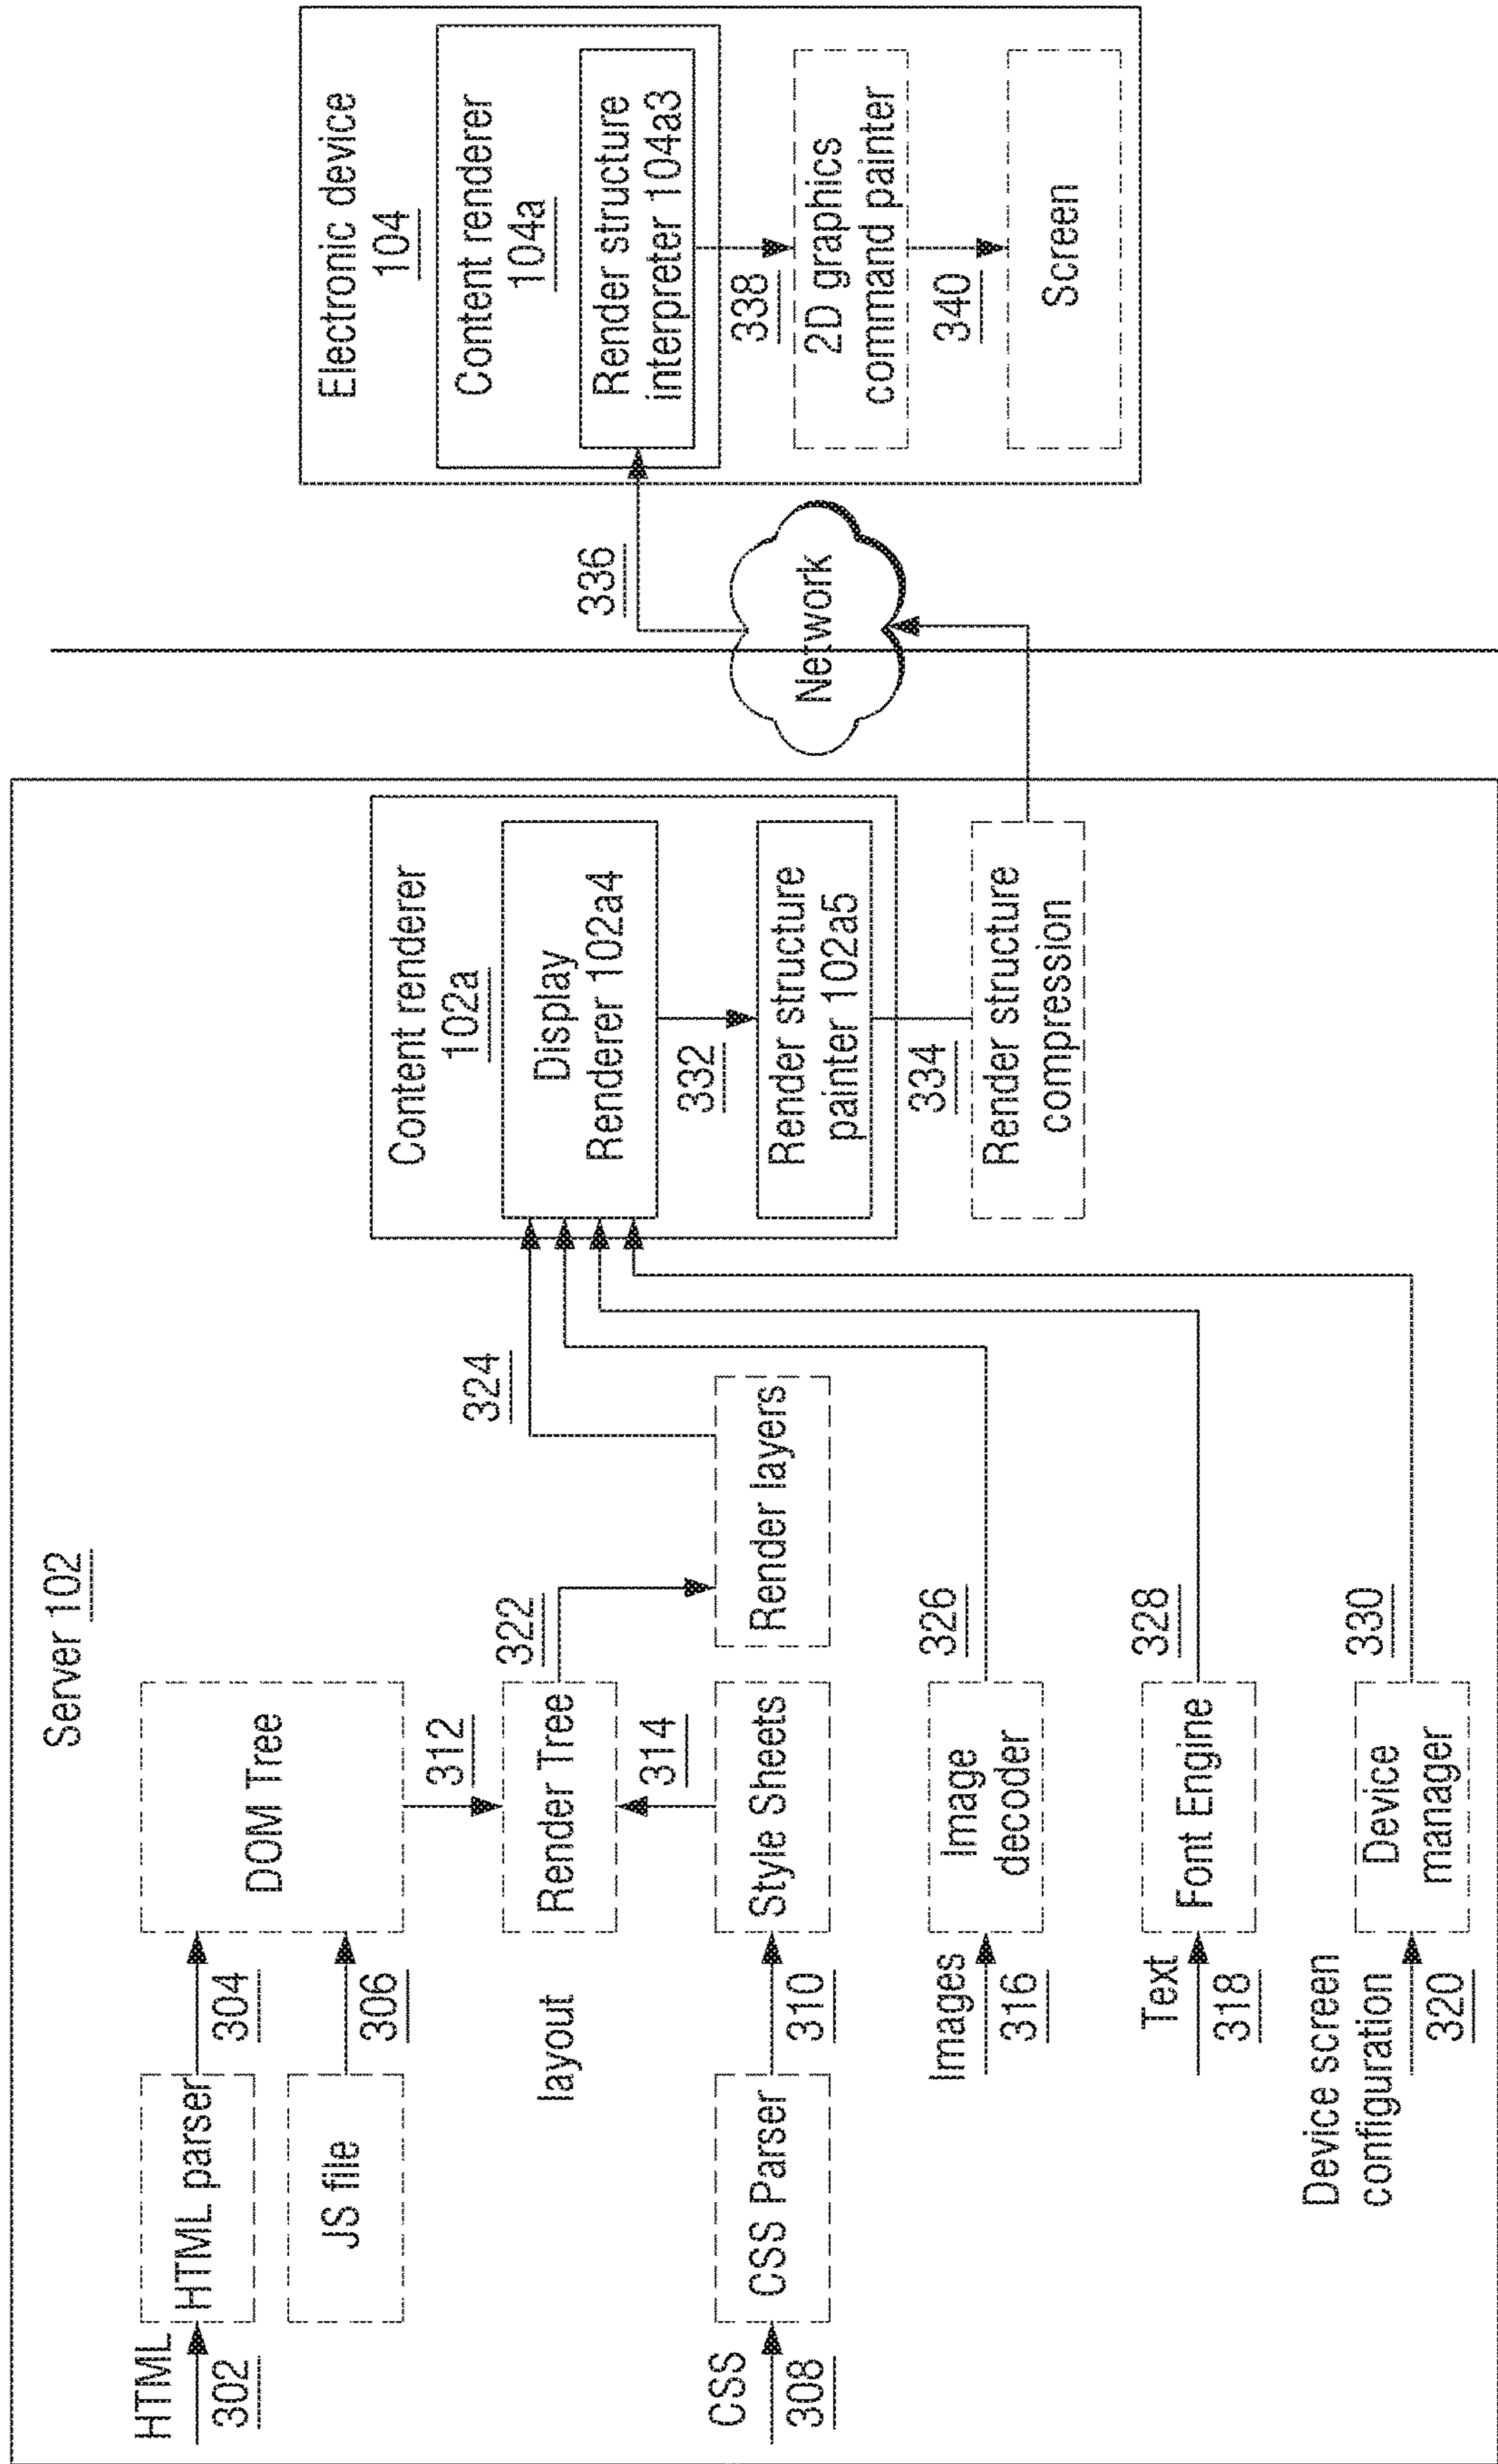 Server 102
HTML
302
HTML parser
304
JS file
306
DOM Tree
312
layout
Render Tree
322
314
CSS
308
CSS Parser
310
Style Sheets
Render layers
324
Images
316
Image
decoder
326
Text
318
Font Engine
328
Device screen
configuration
320
Device
manager
330
Content renderer
102a
Display
Renderer 102a4
332
Render structure
painter 102a5
334
Render structure
compression
Network
336
Electronic device
104
Content renderer
104a
Render structure
interpreter 104a3
338
2D graphics
command painter
340
Screen